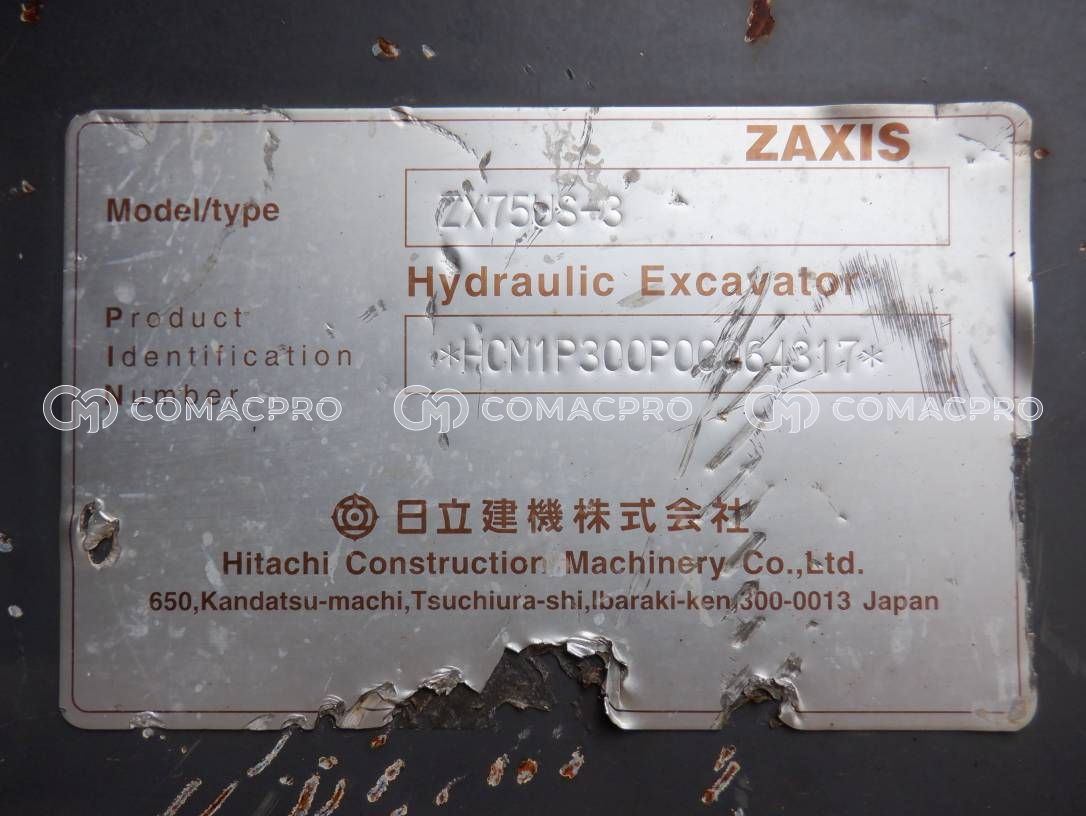 ZAXIS
Model/type
ZX75US-3
Hydraulic Excavator
Product
Identification
Number
*HCM1P300P00064317*
COMACPRO COMACPRO COMACPRO
日立建機株式会社
Hitachi Construction Machinery Co.,Ltd.
650,Kandatsu-machi,Tsuchiura-shi,Ibaraki-ken,300-0013 Japan